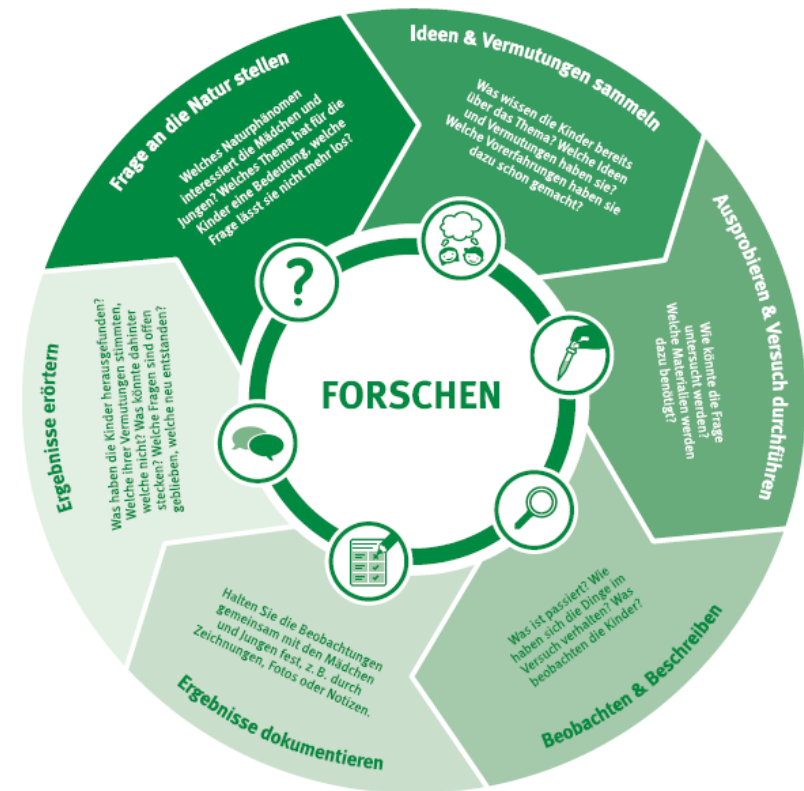 FORSCHEN
Frage an die Natur stellen
Welches Naturphänomen
interessiert die Mädchen und
Jungen? Welches Thema hat für die
Kinder eine Bedeutung, welche
Frage lässt sie nicht mehr los?
Ideen & Vermutungen sammeln
Was wissen die Kinder bereits
über das Thema? Welche Ideen
und Vermutungen haben sie?
Welche Vorerfahrungen haben sie
dazu schon gemacht?
Ausprobieren & Versuch durchführen
Wie könnte die Frage
untersucht werden?
Welche Materialien werden
dazu benötigt?
Beobachten & Beschreiben
Was ist passiert? Wie
haben sich die Dinge im
Versuch verhalten? Was
beobachten die Kinder?
Ergebnisse dokumentieren
Halten Sie die Beobachtungen
gemeinsam mit den Mädchen
und Jungen fest, z. B. durch
Zeichnungen, Fotos oder Notizen.
Ergebnisse erörtern
Was haben die Kinder herausgefunden?
Welche ihrer Vermutungen stimmten,
welche nicht? Was könnte dahinter
stecken? Welche Fragen sind offen
geblieben, welche neu entstanden?
?